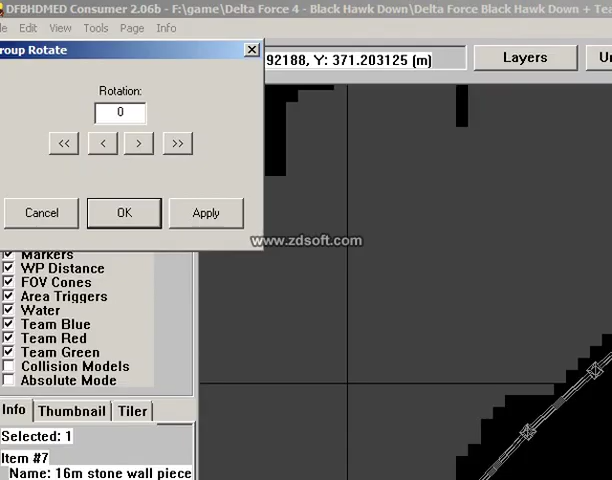 DFBHDMED Consumer 2.06b - F:\game\Delta Force 4 - Black Hawk Down\Delta Force Black Hawk Down + Tea
le Edit View Tools Page Info
roup Rotate
92188, Y: 371.203125 (m)
Layers
Un
Rotation:
0
<< < > >>
Cancel OK Apply
www.zdsoft.com
Markers
WP Distance
FOV Cones
Area Triggers
Water
Team Blue
Team Red
Team Green
Collision Models
Absolute Mode
Info Thumbnail Tiler
Selected: 1
Item #7
Name: 16m stone wall piece